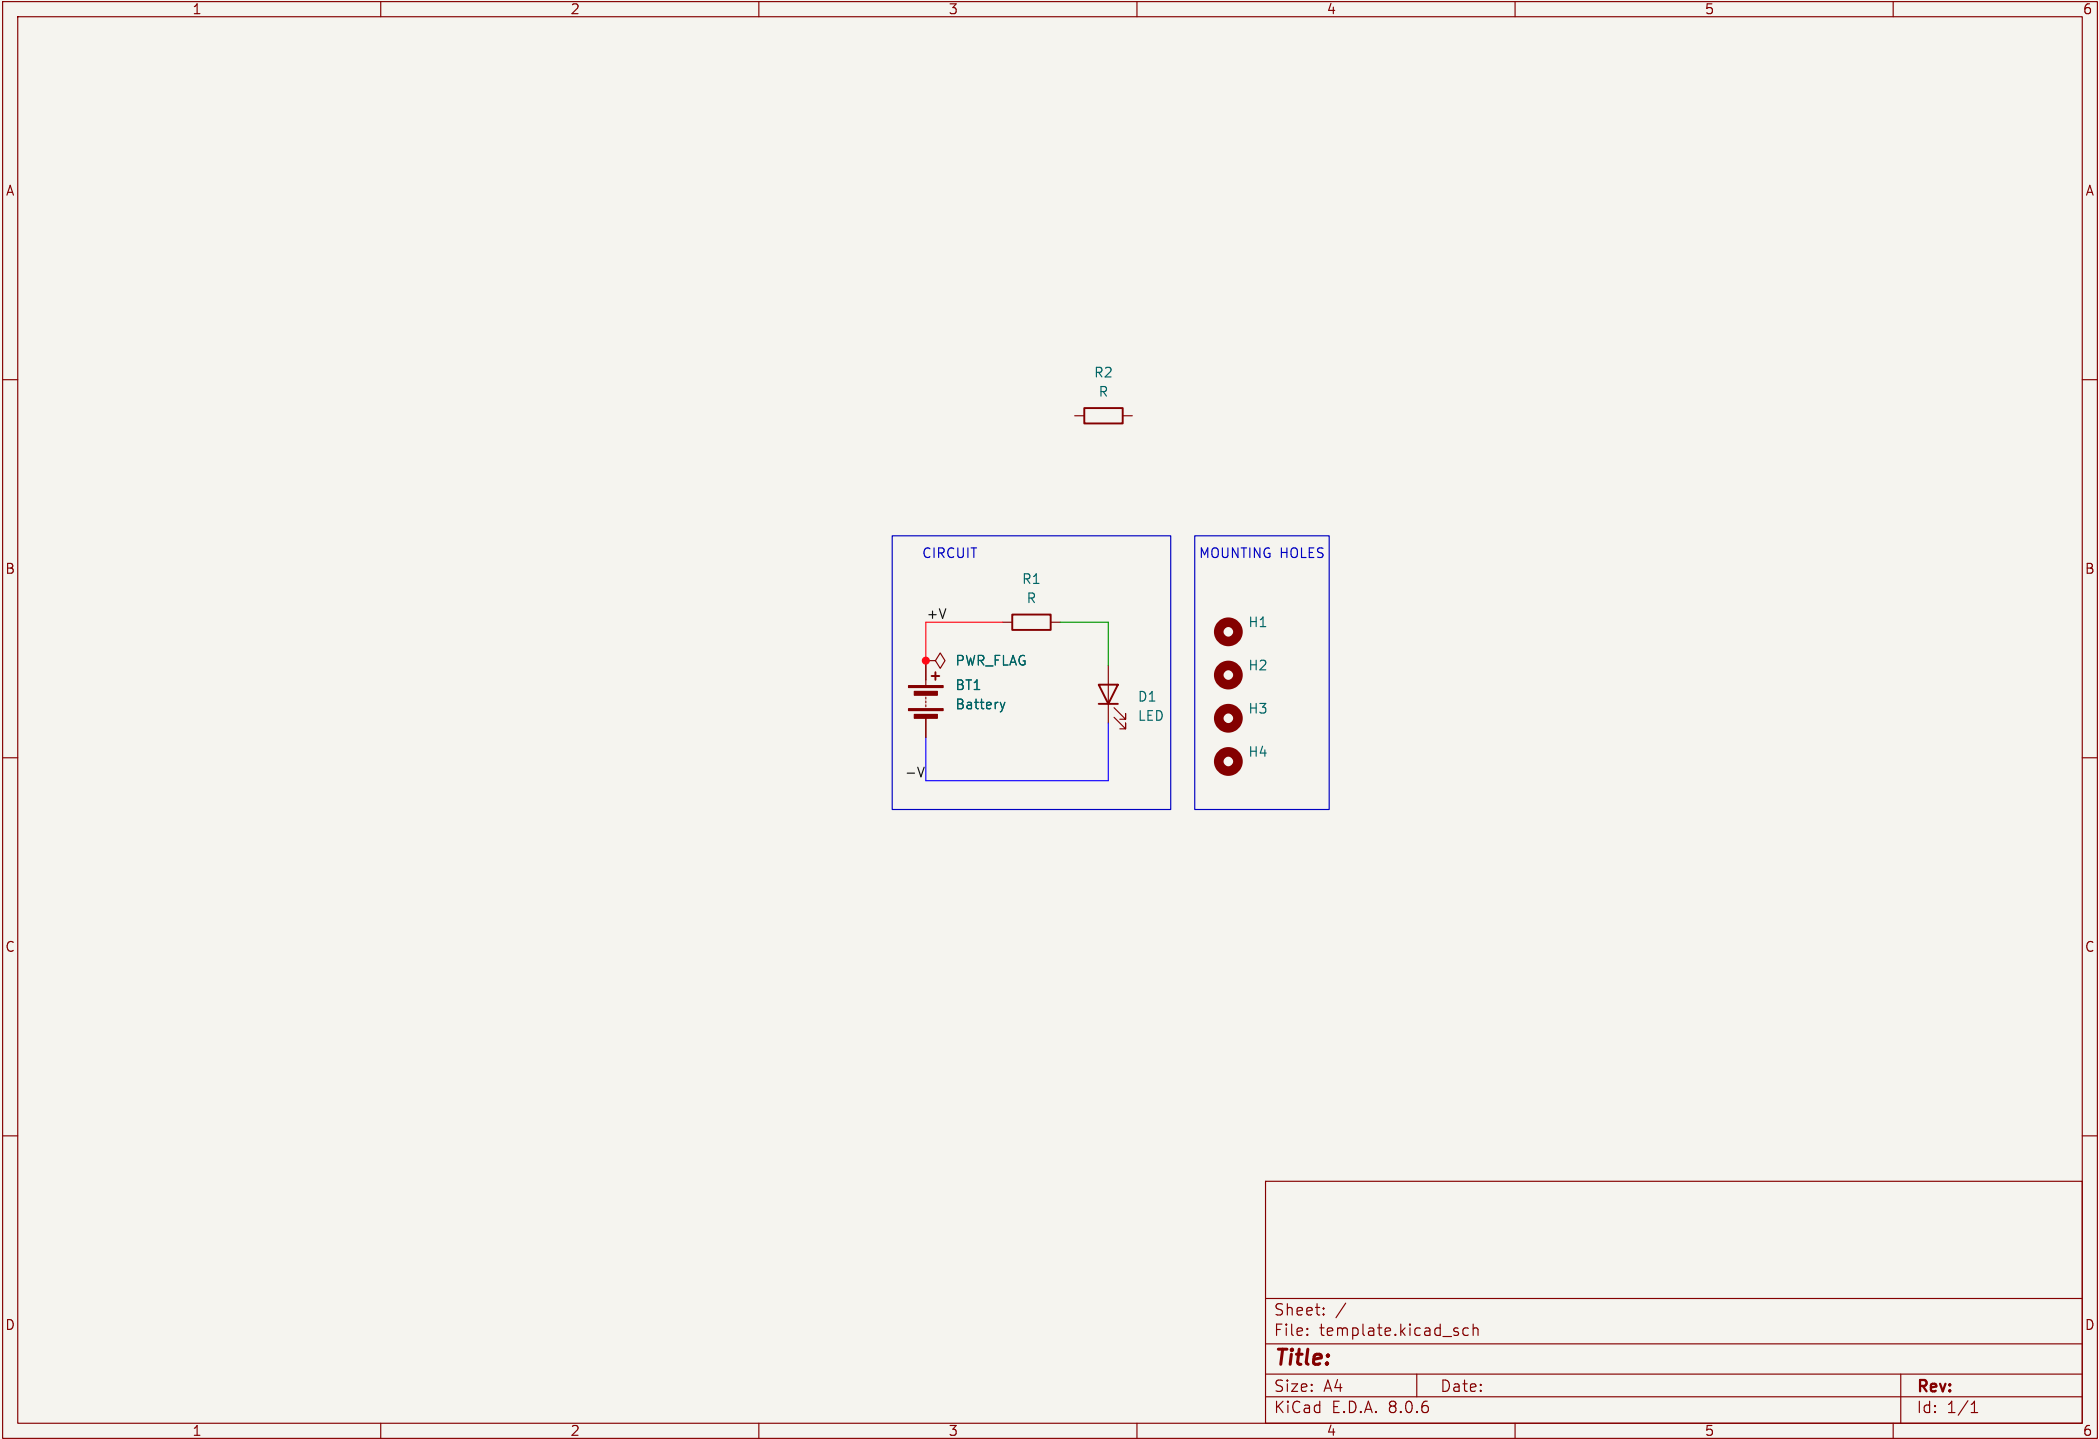 1 2 3 4 5 6
A A
R2
R
B B
CIRCUIT
MOUNTING HOLES
R1
R
+V
H1
PWR_FLAG
H2
+
BT1
Battery
D1
LED
H3
H4
-V
C C
D D
Sheet: /
File: template.kicad_sch
Title:
Size: A4 Date: Rev:
KiCad E.D.A. 8.0.6 Id: 1/1
1 2 3 4 5 6